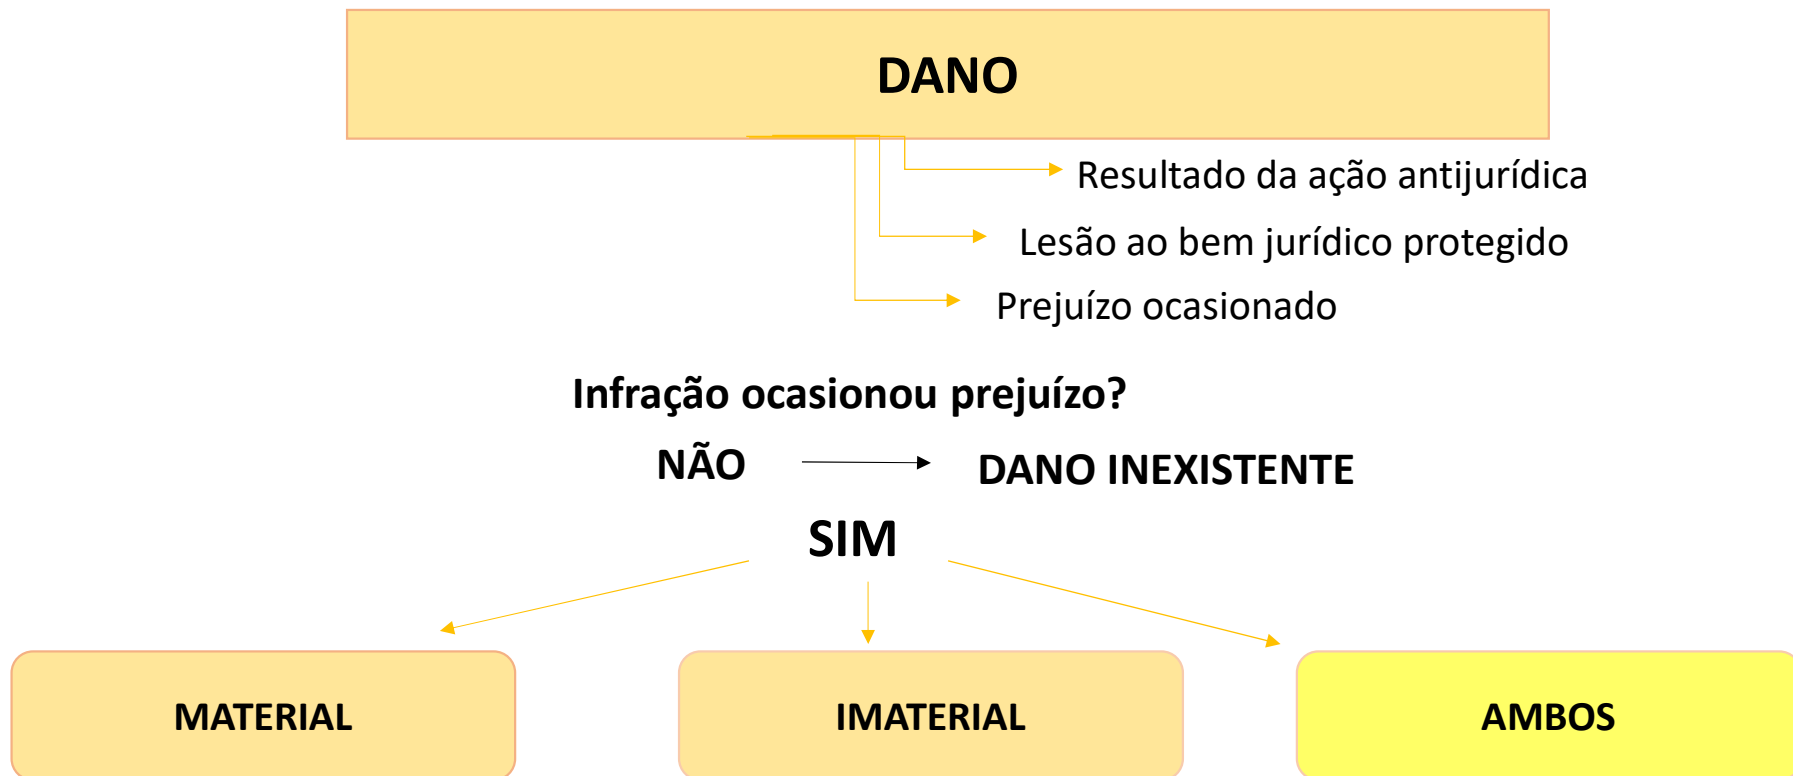 DANO
Resultado da ação antijurídica
Lesão ao bem jurídico protegido
Prejuízo ocasionado
Infração ocasionou prejuízo?
NÃO
DANO INEXISTENTE
SIM
MATERIAL
IMATERIAL
AMBOS